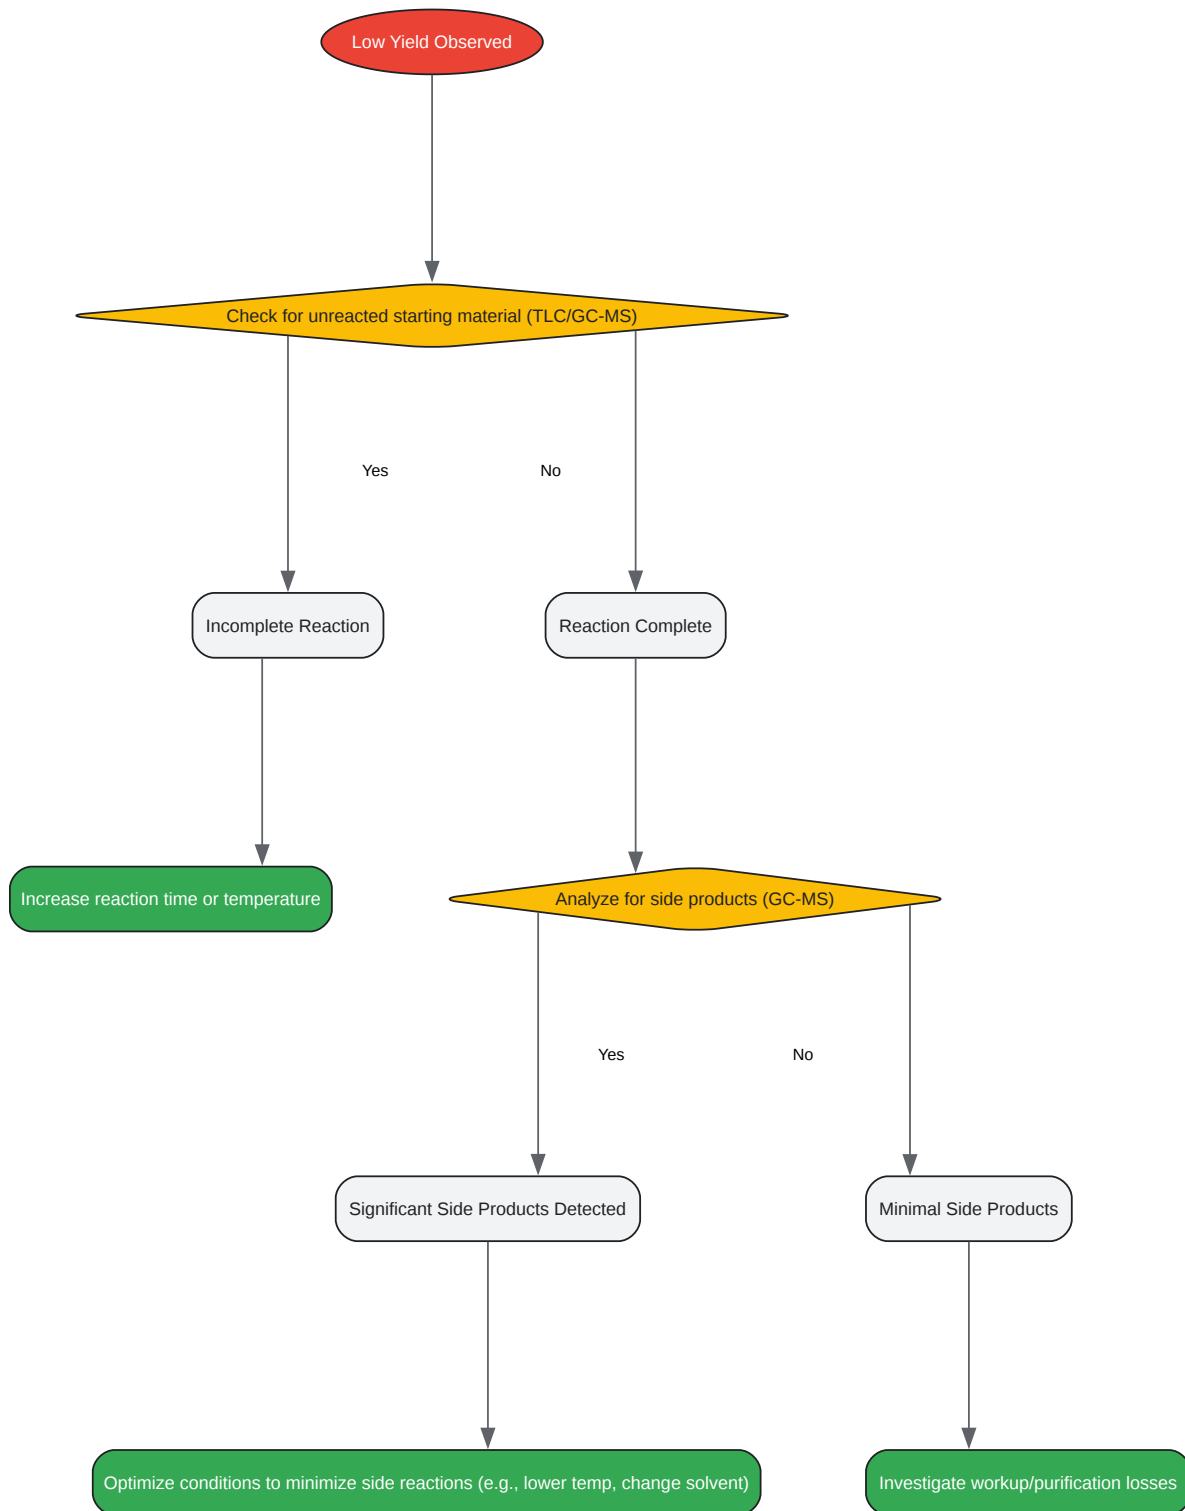 Low Yield Observed
Check for unreacted starting material (TLC/GC-MS)
Yes
No
Incomplete Reaction
Reaction Complete
Increase reaction time or temperature
Analyze for side products (GC-MS)
Yes
No
Significant Side Products Detected
Minimal Side Products
Optimize conditions to minimize side reactions (e.g., lower temp, change solvent)
Investigate workup/purification losses